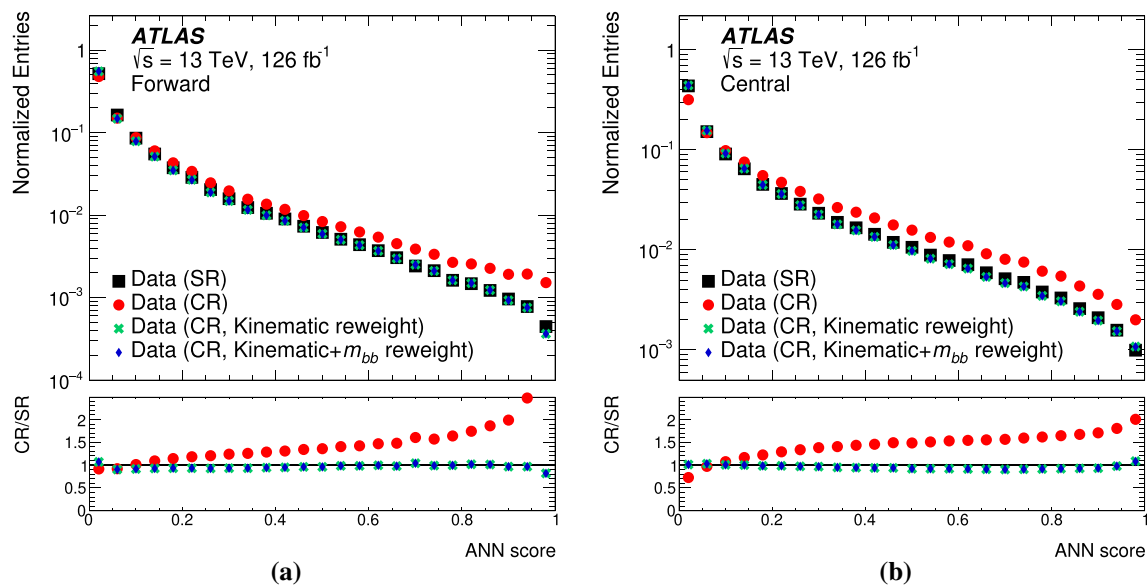 ATLAS
√s = 13 TeV, 126 fb⁻¹
Forward
Normalized Entries
1
10⁻¹
10⁻²
10⁻³
10⁻⁴
Data (SR)
Data (CR)
Data (CR, Kinematic reweight)
Data (CR, Kinematic+m_bb reweight)
CR/SR
2
1.5
1
0.5
0
0 0.2 0.4 0.6 0.8 1
ANN score
(a)
ATLAS
√s = 13 TeV, 126 fb⁻¹
Central
Normalized Entries
1
10⁻¹
10⁻²
10⁻³
Data (SR)
Data (CR)
Data (CR, Kinematic reweight)
Data (CR, Kinematic+m_bb reweight)
CR/SR
2
1.5
1
0.5
0
0 0.2 0.4 0.6 0.8 1
ANN score
(b)